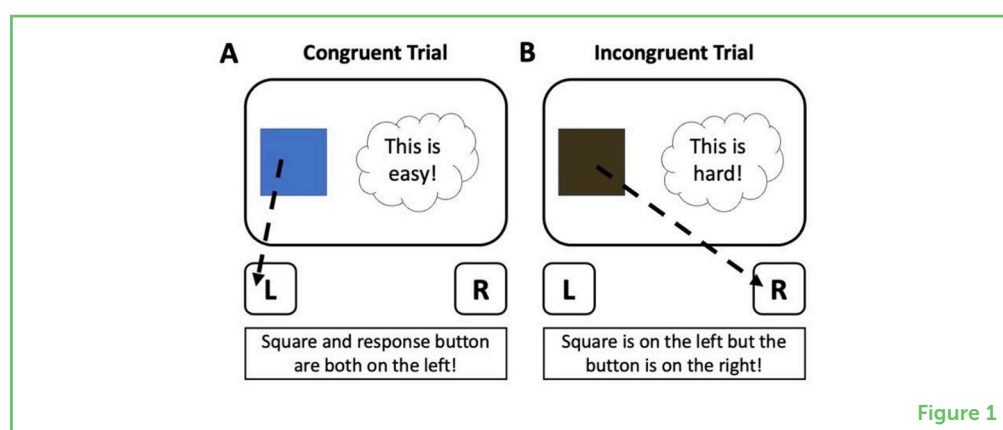 A Congruent Trial
This is
easy!
L R
Square and response button
are both on the left!
B Incongruent Trial
This is
hard!
L R
Square is on the left but the
button is on the right!
Figure 1